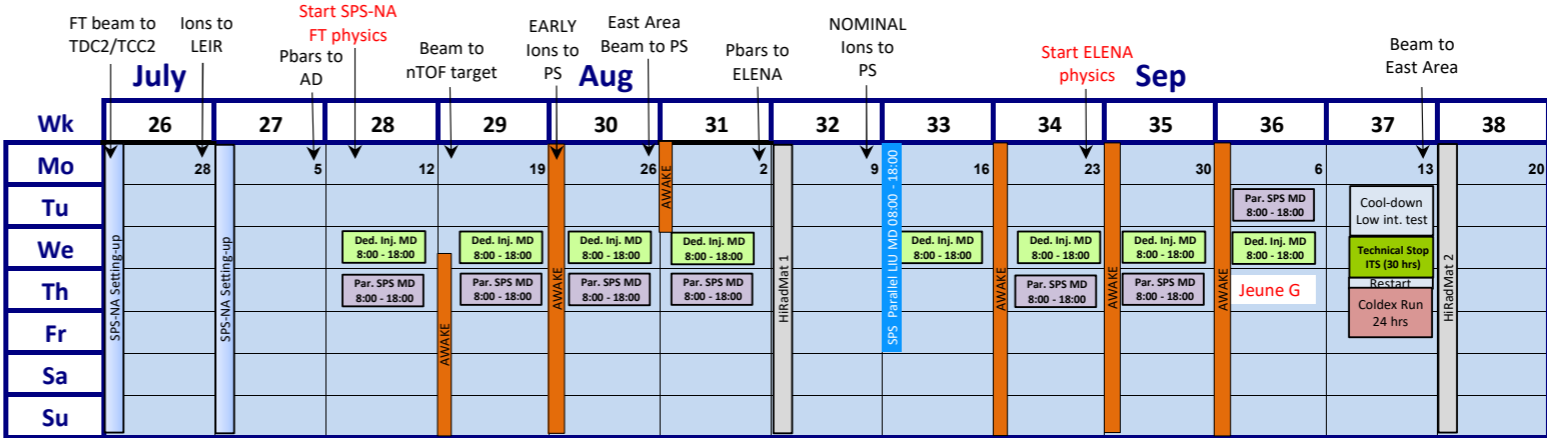 FT beam to
TDC2/TCC2
Ions to
LEIR
Pbars to
AD
Start SPS-NA
FT physics
Beam to
nTOF target
EARLY
Ions to
PS
East Area
Beam to PS
Pbars to
ELENA
NOMINAL
Ions to
PS
Start ELENA
physics
Beam to
East Area
July Aug Sep
Wk 26 27 28 29 30 31 32 33 34 35 36 37 38
Mo 28 5 12 19 26 2 9 16 23 30 6 13 20
Tu
We
Th
Fr
Sa
Su
SPS-NA Setting-up
SPS-NA Setting-up
Ded. Inj. MD
8:00 - 18:00
Par. SPS MD
8:00 - 18:00
AWAKE
Ded. Inj. MD
8:00 - 18:00
Par. SPS MD
8:00 - 18:00
AWAKE
Ded. Inj. MD
8:00 - 18:00
Par. SPS MD
8:00 - 18:00
AWAKE
Ded. Inj. MD
8:00 - 18:00
Par. SPS MD
8:00 - 18:00
HiRadMat 1
SPS Parallel LIU MD 08:00 - 18:00
Ded. Inj. MD
8:00 - 18:00
AWAKE
Ded. Inj. MD
8:00 - 18:00
Par. SPS MD
8:00 - 18:00
AWAKE
Ded. Inj. MD
8:00 - 18:00
Par. SPS MD
8:00 - 18:00
AWAKE
Par. SPS MD
8:00 - 18:00
Ded. Inj. MD
8:00 - 18:00
Jeune G
Cool-down
Low int. test
Technical Stop
ITS (30 hrs)
Restart
Coldex Run
24 hrs
HiRadMat 2